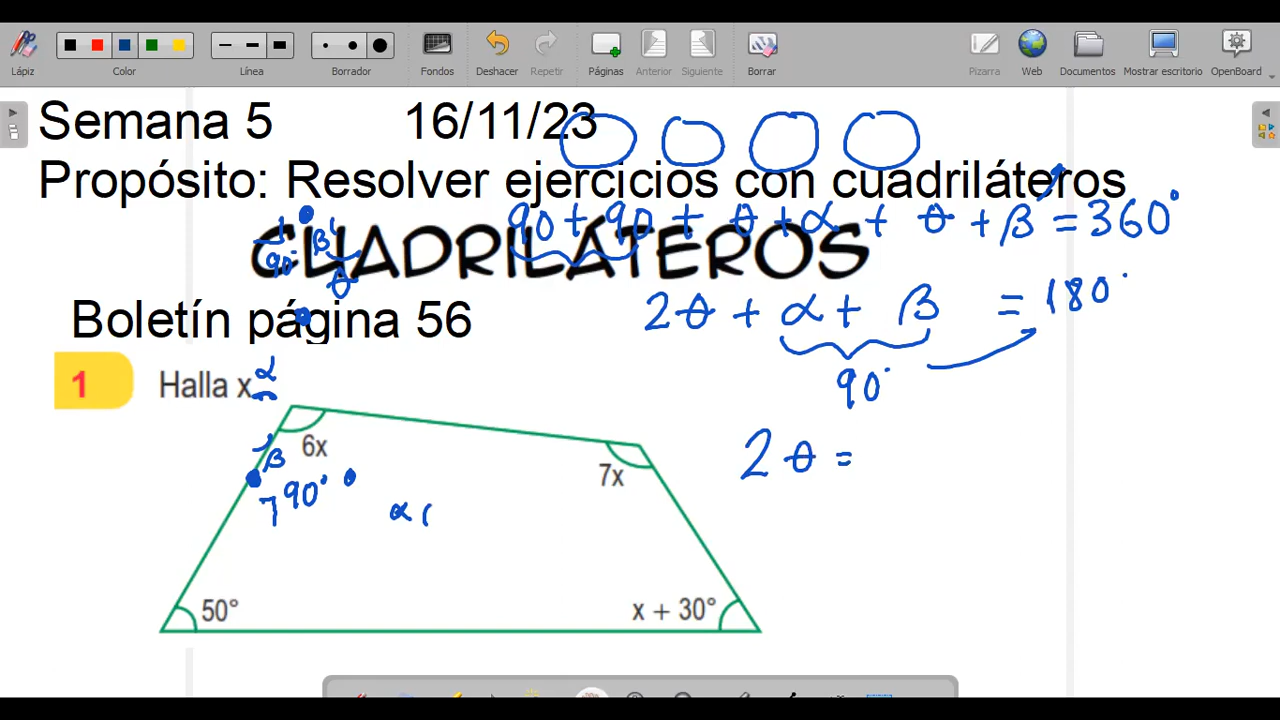 Lápiz Color Línea Borrador Fondos Deshacer Repetir Páginas Anterior Siguiente Borrar Pizarra Web Documentos Mostrar escritorio OpenBoard
Semana 5 16/11/23
Propósito: Resolver ejercicios con cuadriláteros
90 + 90 + θ + α + θ + β = 360°
CUADRILÁTEROS
β
90°
θ
2θ + α + β = 180°
Boletín página 56
90°
1 Halla x
α
6x
β
2θ =
7x
90°
α
50°
x + 30°